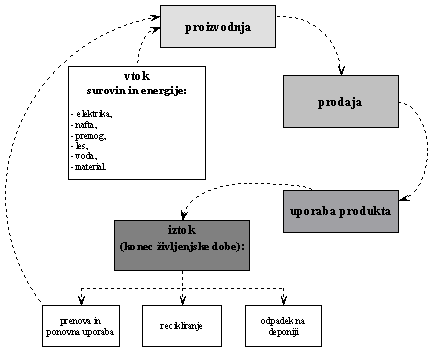 proizvodnja
vtok
surovin in energije:
- elektrika,
- nafta,
- premog,
- les,
- voda,
- material.
prodaja
uporaba produkta
iztok
(konec življenjske dobe):
prenova in
ponovna uporaba
recikliranje
odpadek na
deponiji